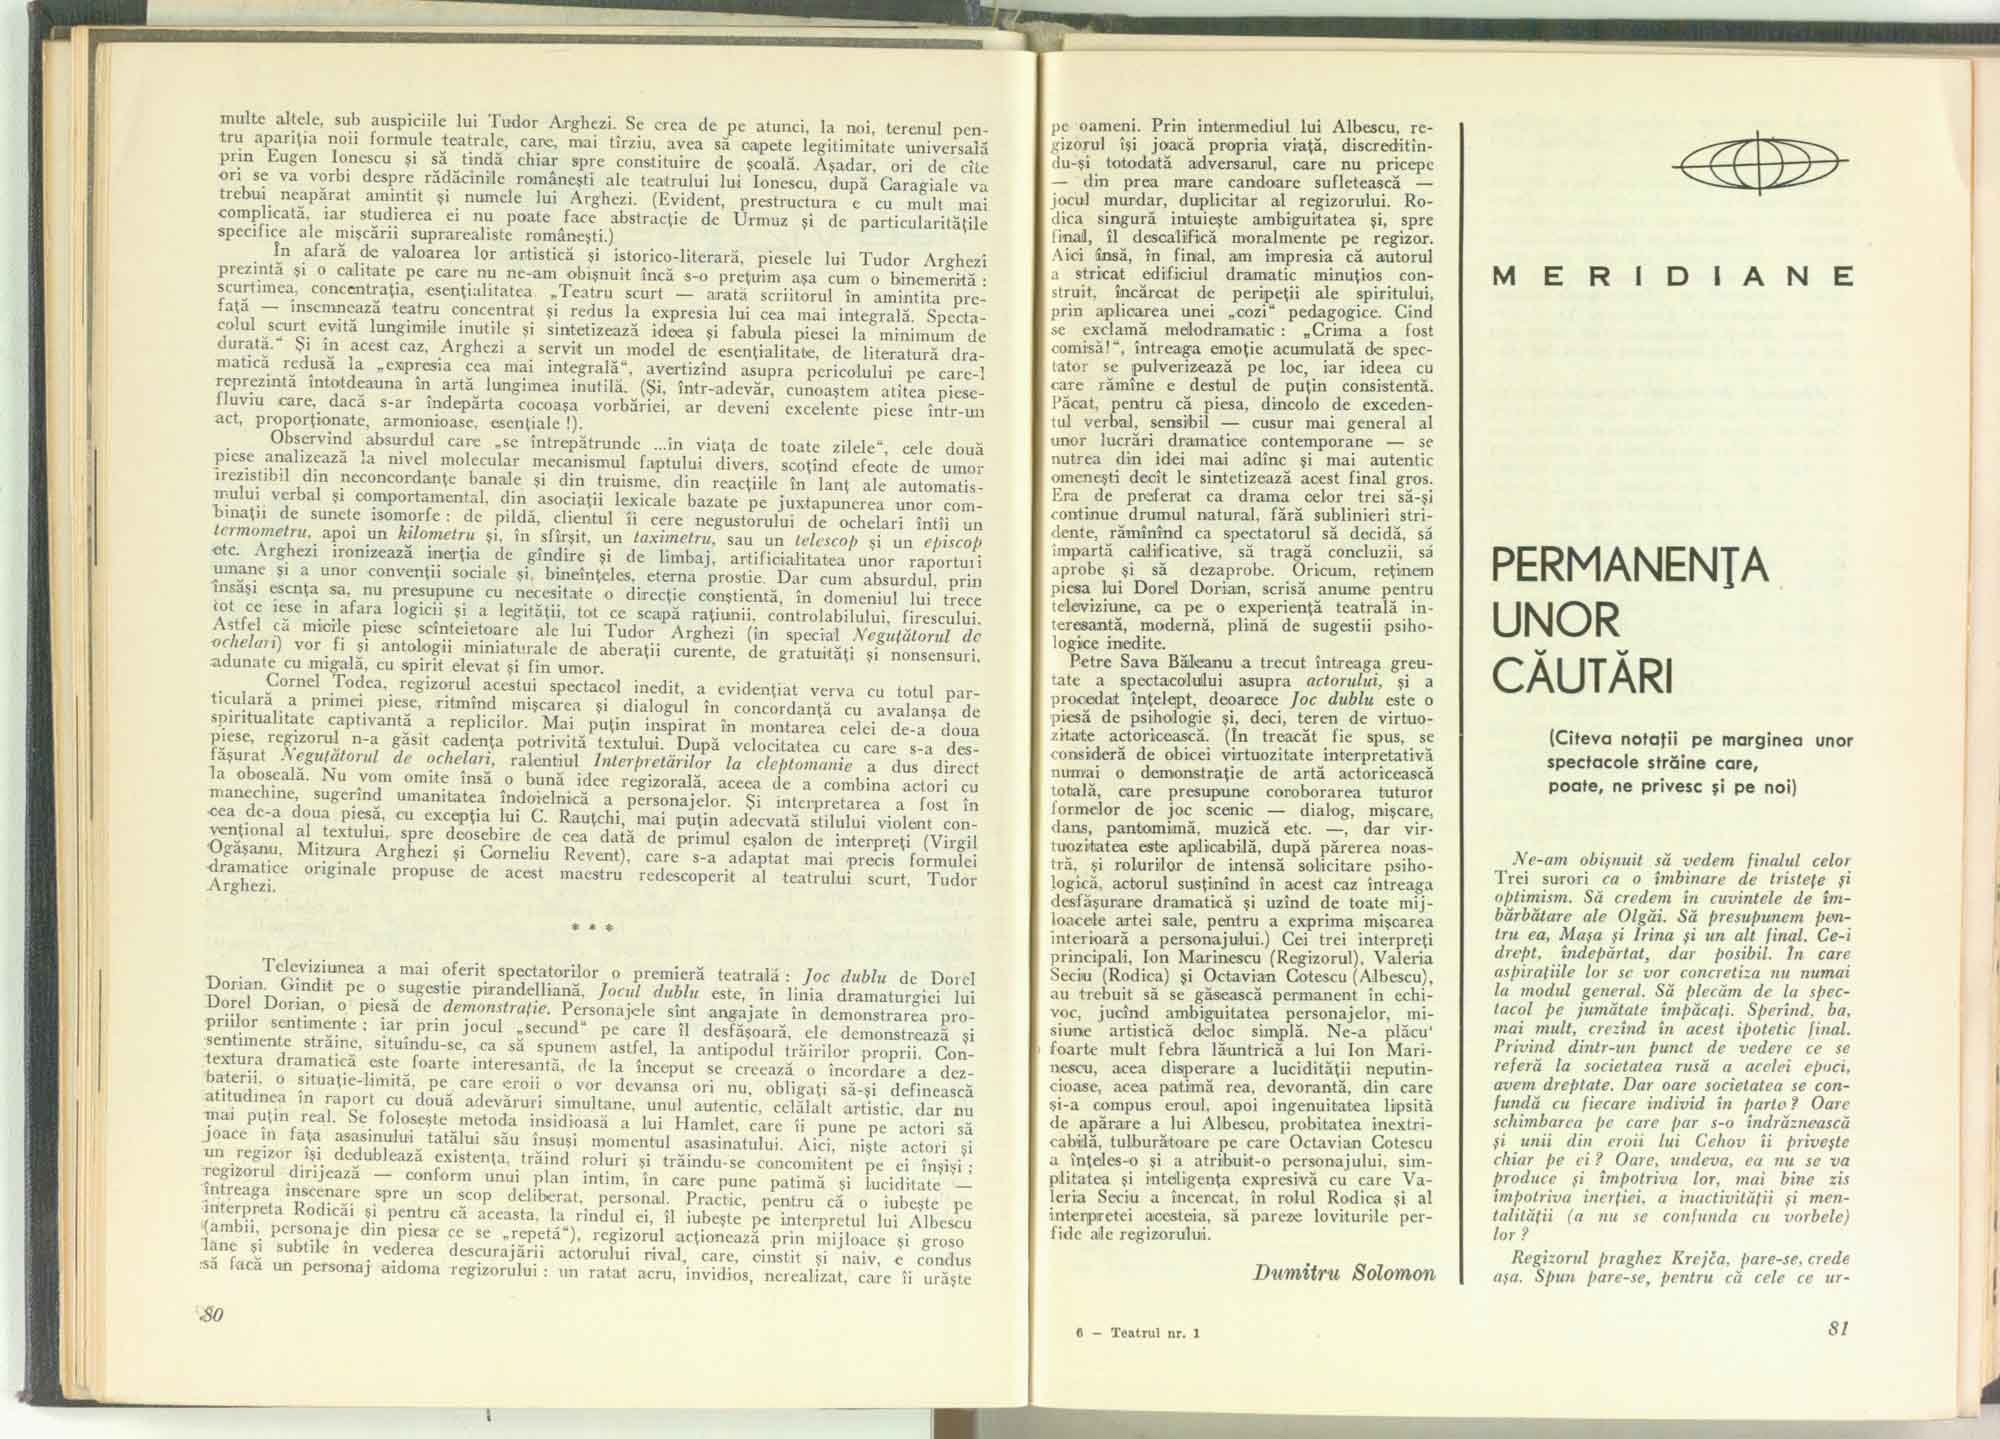 multe altele, sub auspiciile lui Tudor Arghezi. Se crea de pe atunci, la noi, terenul pen-
tru apariția noii formule teatrale, care, mai tîrziu, avea să capete legitimitate universală
prin Eugen Ionescu și să tindă chiar spre constituire de școală. Așadar, ori de cîte
ori se va vorbi despre rădăcinile românești ale teatrului lui Ionescu, după Caragiale va
trebui neapărat amintit și numele lui Arghezi. (Evident, prestructura e cu mult mai
complicată, iar studierea ei nu poate face abstracție de Urmuz și de particularitățile
specifice ale mișcării suprarealiste românești.)
În afară de valoarea lor artistică și istorico-literară, piesele lui Tudor Arghezi
prezintă și o calitate pe care nu ne-am obișnuit încă s-o prețuim așa cum o binemerită :
scurtimea, concentrația, esențialitatea. „Teatru scurt — arată scriitorul în amintita pre-
față — însemnează teatru concentrat și redus la expresia lui cea mai integrală. Specta-
colul scurt evită lungimile inutile și sintetizează ideea și fabula piesei la minimum de
durată.“ Și în acest caz, Arghezi a servit un model de esențialitate, de literatură dra-
matică redusă la „expresia cea mai integrală“, avertizînd asupra pericolului pe care-l
reprezintă întotdeauna în artă lungimea inutilă. (Și, într-adevăr, cunoaștem atîtea piese-
fluviu care, dacă s-ar îndepărta cocoașa vorbăriei, ar deveni excelente piese într-un
act, proporționate, armonioase, esențiale !).
Observînd absurdul care „se întrepătrunde ...în viața de toate zilele“, cele două
piese analizează la nivel molecular mecanismul faptului divers, scoțînd efecte de umor
irezistibil din neconcordanțe banale și din truisme, din reacțiile în lanț ale automatis-
mului verbal și comportamental, din asociații lexicale bazate pe juxtapunerea unor com-
binații de sunete isomorfe : de pildă, clientul îi cere negustorului de ochelari întîi un
termometru, apoi un kilometru și, în sfîrșit, un taximetru, sau un telescop și un episcop
etc. Arghezi ironizează inerția de gîndire și de limbaj, artificialitatea unor raporturi
umane și a unor convenții sociale și, bineînțeles, eterna prostie. Dar cum absurdul, prin
însăși esența sa, nu presupune cu necesitate o direcție conștientă, în domeniul lui trece
tot ce iese în afara logicii și a legității, tot ce scapă rațiunii, controlabilului, firescului.
Astfel că micile piese scînteietoare ale lui Tudor Arghezi (în special Neguțătorul de
ochelari) vor fi și antologii miniaturale de aberații curente, de gratuități și nonsensuri,
adunate cu migală, cu spirit elevat și fin umor.
Cornel Todea, regizorul acestui spectacol inedit, a evidențiat verva cu totul par-
ticulară a primei piese, ritmînd mișcarea și dialogul în concordanță cu avalanșa de
spiritualitate captivantă a replicilor. Mai puțin inspirat în montarea celei de-a doua
piese, regizorul n-a găsit cadența potrivită textului. După velocitatea cu care s-a des-
fășurat Neguțătorul de ochelari, ralentiul Interpretărilor la cleptomanie a dus direct
la oboseală. Nu vom omite însă o bună idee regizorală, aceea de a combina actori cu
manechine, sugerînd umanitatea îndoielnică a personajelor. Și interpretarea a fost în
cea de-a doua piesă, cu excepția lui C. Rauțchi, mai puțin adecvată stilului violent con-
vențional al textului, spre deosebire de cea dată de primul eșalon de interpreți (Virgil
Ogășanu, Mitzura Arghezi și Corneliu Revent), care s-a adaptat mai precis formulei
dramatice originale propuse de acest maestru redescoperit al teatrului scurt, Tudor
Arghezi.
* * *
Televiziunea a mai oferit spectatorilor o premieră teatrală : Joc dublu de Dorel
Dorian. Gîndit pe o sugestie pirandelliană, Jocul dublu este, în linia dramaturgiei lui
Dorel Dorian, o piesă de demonstrație. Personajele sînt angajate în demonstrarea pro-
priilor sentimente ; iar prin jocul „secund“ pe care îl desfășoară, ele demonstrează și
sentimente străine, situîndu-se, ca să spunem astfel, la antipodul trăirilor proprii. Con-
textura dramatică este foarte interesantă, de la început se creează o încordare a dez-
baterii, o situație-limită, pe care eroii o vor devansa ori nu, obligați să-și definească
atitudinea în raport cu două adevăruri simultane, unul autentic, celălalt artistic, dar nu
mai puțin real. Se folosește metoda insidioasă a lui Hamlet, care îi pune pe actori să
joace în fața asasinului tatălui său însuși momentul asasinatului. Aici, niște actori și
un regizor își dedublează existența, trăind roluri și trăindu-se concomitent pe ei înșiși ;
regizorul dirijează — conform unui plan intim, în care pune patimă și luciditate —
întreaga înscenare spre un scop deliberat, personal. Practic, pentru că o iubește pe
interpreta Rodicăi și pentru că aceasta, la rîndul ei, îl iubește pe interpretul lui Albescu
(ambii, personaje din piesa ce se „repetă“), regizorul acționează prin mijloace și groso
lane și subtile în vederea descurajării actorului rival, care, cinstit și naiv, e condus
să facă un personaj aidoma regizorului : un ratat acru, invidios, nerealizat, care îi urăște
80
pe oameni. Prin intermediul lui Albescu, re-
gizorul își joacă propria viață, discreditîn-
du-și totodată adversarul, care nu pricepe
— din prea mare candoare sufletească —
jocul murdar, duplicitar al regizorului. Ro-
dica singură intuiește ambiguitatea și, spre
final, îl descalifică moralmente pe regizor.
Aici însă, în final, am impresia că autorul
a stricat edificiul dramatic minuțios con-
struit, încărcat de peripeții ale spiritului,
prin aplicarea unei „cozi“ pedagogice. Cînd
se exclamă melodramatic : „Crima a fost
comisă!“, întreaga emoție acumulată de spec-
tator se pulverizează pe loc, iar ideea cu
care rămîne e destul de puțin consistentă.
Păcat, pentru că piesa, dincolo de exceden-
tul verbal, sensibil — cusur mai general al
unor lucrări dramatice contemporane — se
nutrea din idei mai adînc și mai autentic
omenești decît le sintetizează acest final gros.
Era de preferat ca drama celor trei să-și
continue drumul natural, fără sublinieri stri-
dente, rămînînd ca spectatorul să decidă, să
împartă calificative, să tragă concluzii, să
aprobe și să dezaprobe. Oricum, reținem
piesa lui Dorel Dorian, scrisă anume pentru
televiziune, ca pe o experiență teatrală in-
teresantă, modernă, plină de sugestii psiho-
logice inedite.
Petre Sava Băleanu a trecut întreaga greu-
tate a spectacolului asupra actorului, și a
procedat înțelept, deoarece Joc dublu este o
piesă de psihologie și, deci, teren de virtuo-
zitate actoricească. (În treacăt fie spus, se
consideră de obicei virtuozitate interpretativă
numai o demonstrație de artă actoricească
totală, care presupune coroborarea tuturor
formelor de joc scenic — dialog, mișcare,
dans, pantomimă, muzică etc. —, dar vir-
tuozitatea este aplicabilă, după părerea noas-
tră, și rolurilor de intensă solicitare psiho-
logică, actorul susținînd în acest caz întreaga
desfășurare dramatică și uzînd de toate mij-
loacele artei sale, pentru a exprima mișcarea
interioară a personajului.) Cei trei interpreți
principali, Ion Marinescu (Regizorul), Valeria
Seciu (Rodica) și Octavian Cotescu (Albescu),
au trebuit să se găsească permanent în echi-
voc, jucînd ambiguitatea personajelor, mi-
siune artistică deloc simplă. Ne-a plăcut
foarte mult febra lăuntrică a lui Ion Mari-
nescu, acea disperare a lucidității neputin-
cioase, acea patimă rea, devorantă, din care
și-a compus eroul, apoi ingenuitatea lipsită
de apărare a lui Albescu, probitatea inextri-
cabilă, tulburătoare pe care Octavian Cotescu
a înțeles-o și a atribuit-o personajului, sim-
plitatea și inteligența expresivă cu care Va-
leria Seciu a încercat, în rolul Rodica și al
interpretei acesteia, să pareze loviturile per-
fide ale regizorului.
Dumitru Solomon
6 — Teatrul nr. 1
MERIDIANE
PERMANENȚA
UNOR
CĂUTĂRI
(Cîteva notații pe marginea unor
spectacole străine care,
poate, ne privesc și pe noi)
Ne-am obișnuit să vedem finalul celor
Trei surori ca o îmbinare de tristețe și
optimism. Să credem în cuvintele de îm-
bărbătare ale Olgăi. Să presupunem pen-
tru ea, Mașa și Irina și un alt final. Ce-i
drept, îndepărtat, dar posibil. În care
aspirațiile lor se vor concretiza nu numai
la modul general. Să plecăm de la spec-
tacol pe jumătate împăcați. Sperînd, ba,
mai mult, crezînd în acest ipotetic final.
Privind dintr-un punct de vedere ce se
referă la societatea rusă a acelei epoci,
avem dreptate. Dar oare societatea se con-
fundă cu fiecare individ în parte? Oare
schimbarea pe care par s-o îndrăznească
și unii din eroii lui Cehov îi privește
chiar pe ei? Oare, undeva, ea nu se va
produce și împotriva lor, mai bine zis
împotriva inerției, a inactivității și men-
talității (a nu se confunda cu vorbele)
lor ?
Regizorul praghez Krejča, pare-se, crede
așa. Spun pare-se, pentru că cele ce ur-
81